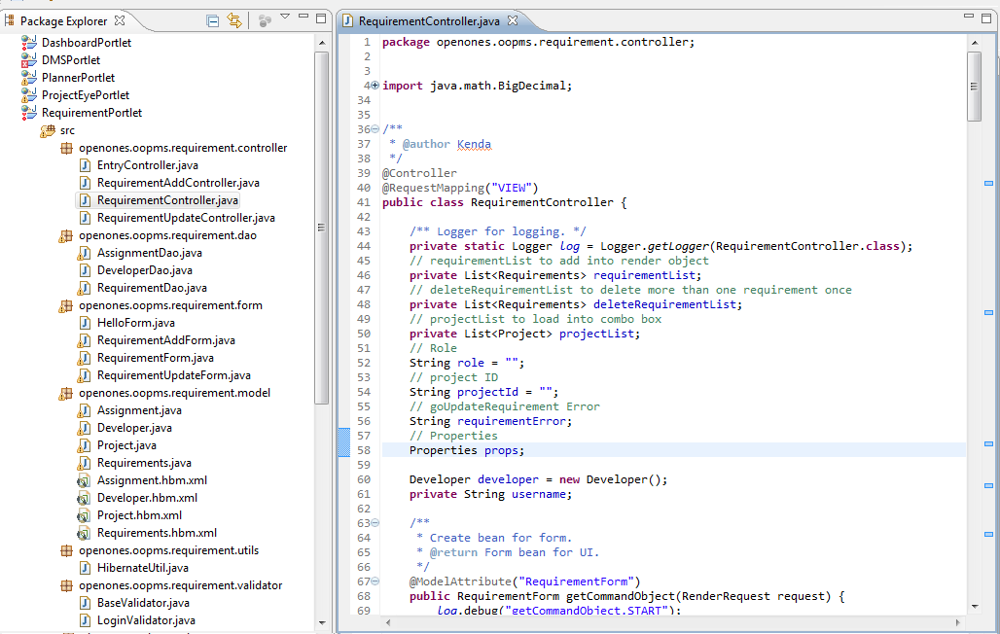 Package Explorer
DashboardPortlet
DMSPortlet
PlannerPortlet
ProjectEyePortlet
RequirementPortlet
src
openones.oopms.requirement.controller
EntryController.java
RequirementAddController.java
RequirementController.java
RequirementUpdateController.java
openones.oopms.requirement.dao
AssignmentDao.java
DeveloperDao.java
RequirementDao.java
openones.oopms.requirement.form
HelloForm.java
RequirementAddForm.java
RequirementForm.java
RequirementUpdateForm.java
openones.oopms.requirement.model
Assignment.java
Developer.java
Project.java
Requirements.java
Assignment.hbm.xml
Developer.hbm.xml
Project.hbm.xml
Requirements.hbm.xml
openones.oopms.requirement.utils
HibernateUtil.java
openones.oopms.requirement.validator
BaseValidator.java
LoginValidator.java
RequirementController.java
1 package openones.oopms.requirement.controller;
2
3
4 import java.math.BigDecimal;
34
35
36 /**
37 * @author Kenda
38 */
39 @Controller
40 @RequestMapping("VIEW")
41 public class RequirementController {
42
43 /** Logger for logging. */
44 private static Logger log = Logger.getLogger(RequirementController.class);
45 // requirementList to add into render object
46 private List<Requirements> requirementList;
47 // deleteRequirementList to delete more than one requirement once
48 private List<Requirements> deleteRequirementList;
49 // projectList to load into combo box
50 private List<Project> projectList;
51 // Role
52 String role = "";
53 // project ID
54 String projectId = "";
55 // goUpdateRequirement Error
56 String requirementError;
57 // Properties
58 Properties props;
59
60 Developer developer = new Developer();
61 private String username;
62
63 /**
64 * Create bean for form.
65 * @return Form bean for UI.
66 */
67 @ModelAttribute("RequirementForm")
68 public RequirementForm getCommandObject(RenderRequest request) {
69 log.debug("getCommandObject.START");